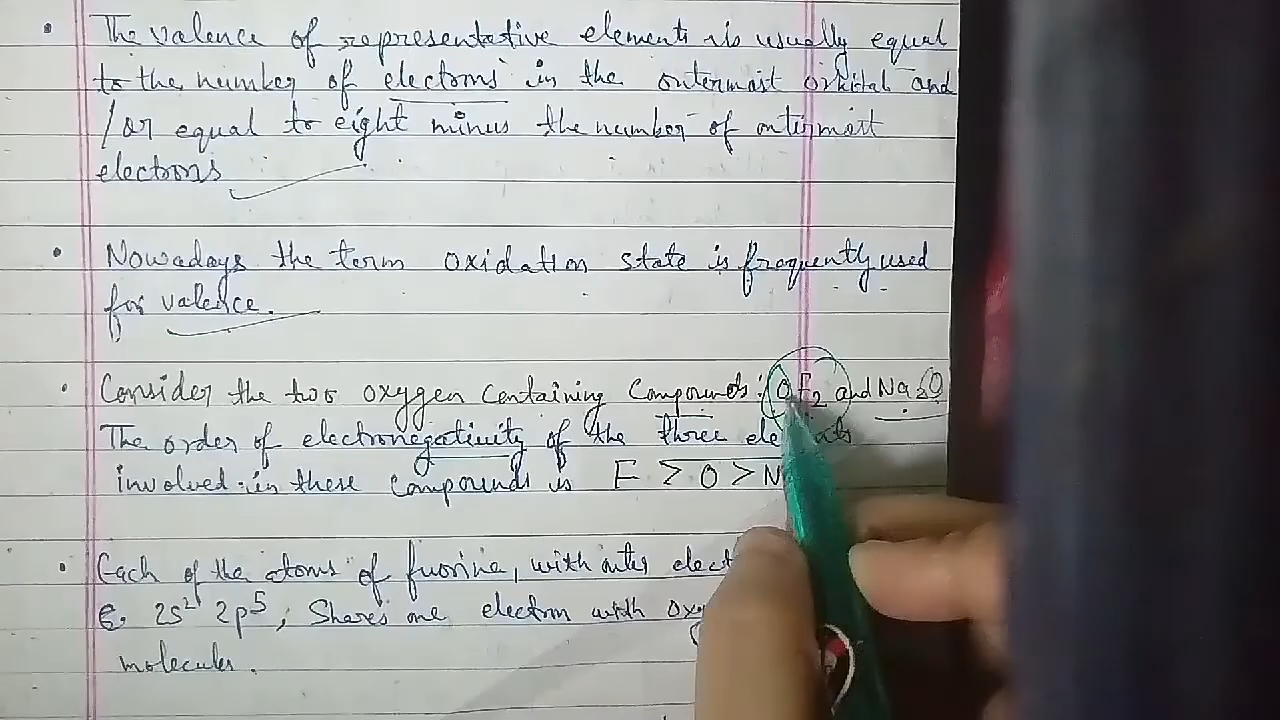 The valence of representative elements is usually equal
to the number of electrons in the outermost orbitals and
/or equal to eight minus the number of outermost
electrons
Nowadays the term oxidation state is frequently used
for valence.
Consider the two oxygen containing compounds: OF2 and Na2O
The order of electronegativity of the three
involved in these compounds is F > O > N
Each of the atoms of fuorine, with outer elect
2s2 2p5, Shares one electron with oxy
molecules.